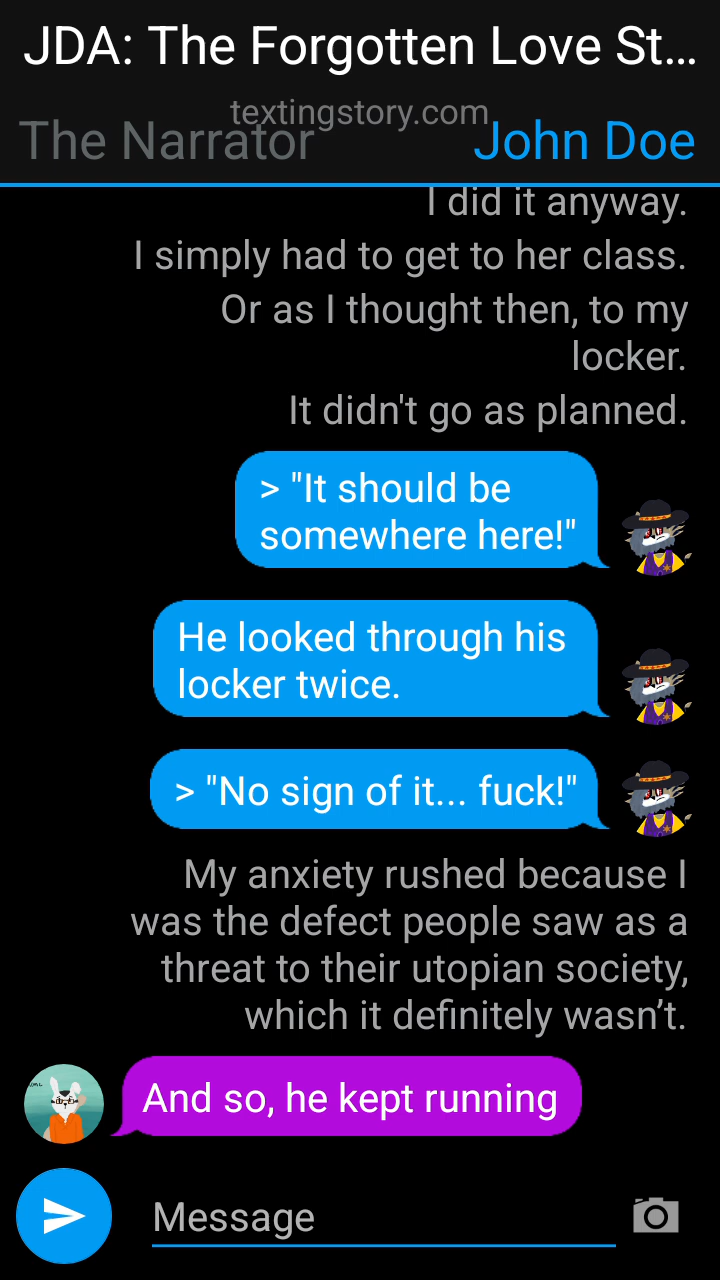 JDA: The Forgotten Love St...
textingstory.com
The Narrator
John Doe
I did it anyway.
I simply had to get to her class.
Or as I thought then, to my
locker.
It didn't go as planned.
> "It should be
somewhere here!"
He looked through his
locker twice.
> "No sign of it... fuck!"
My anxiety rushed because I
was the defect people saw as a
threat to their utopian society,
which it definitely wasn’t.
And so, he kept running
Message